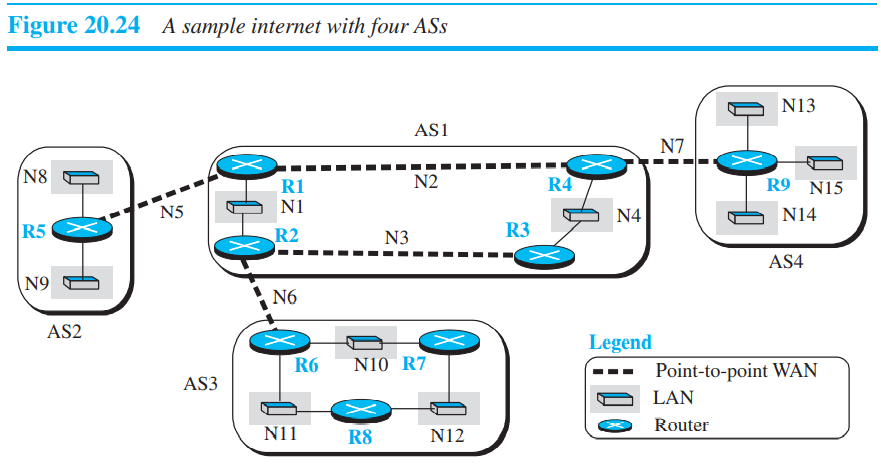 Figure 20.24 A sample internet with four ASs
N13
AS1
N7
N8
N2
R1
R4
R9
N15
N5
N1
N4
N14
R5
R2
N3
R3
N9
AS4
N6
AS2
Legend
R6
N10
R7
Point-to-point WAN
AS3
LAN
N11
R8
N12
Router